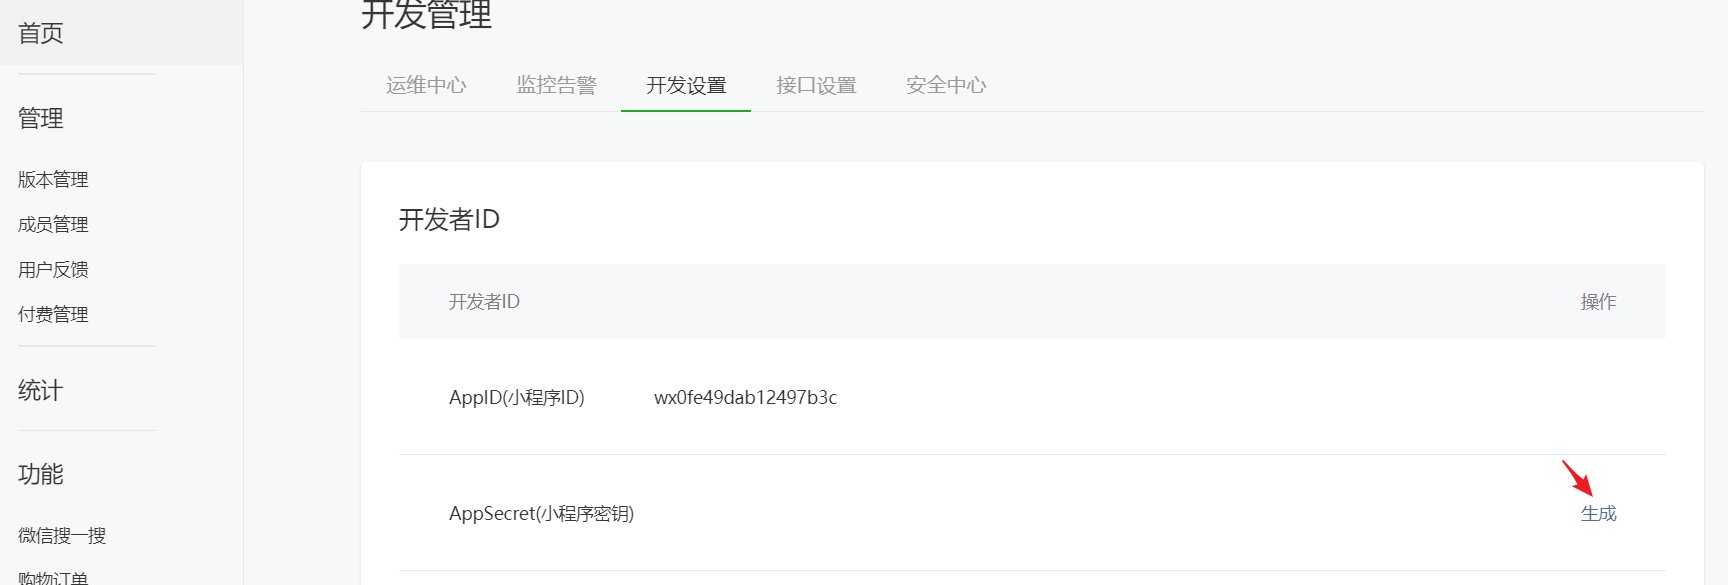 首页
管理
版本管理
成员管理
用户反馈
付费管理
统计
功能
微信搜一搜
购物订单
开发管理
运维中心 监控告警 开发设置 接口设置 安全中心
开发者ID
开发者ID 操作
AppID(小程序ID) wx0fe49dab12497b3c
AppSecret(小程序密钥) 生成